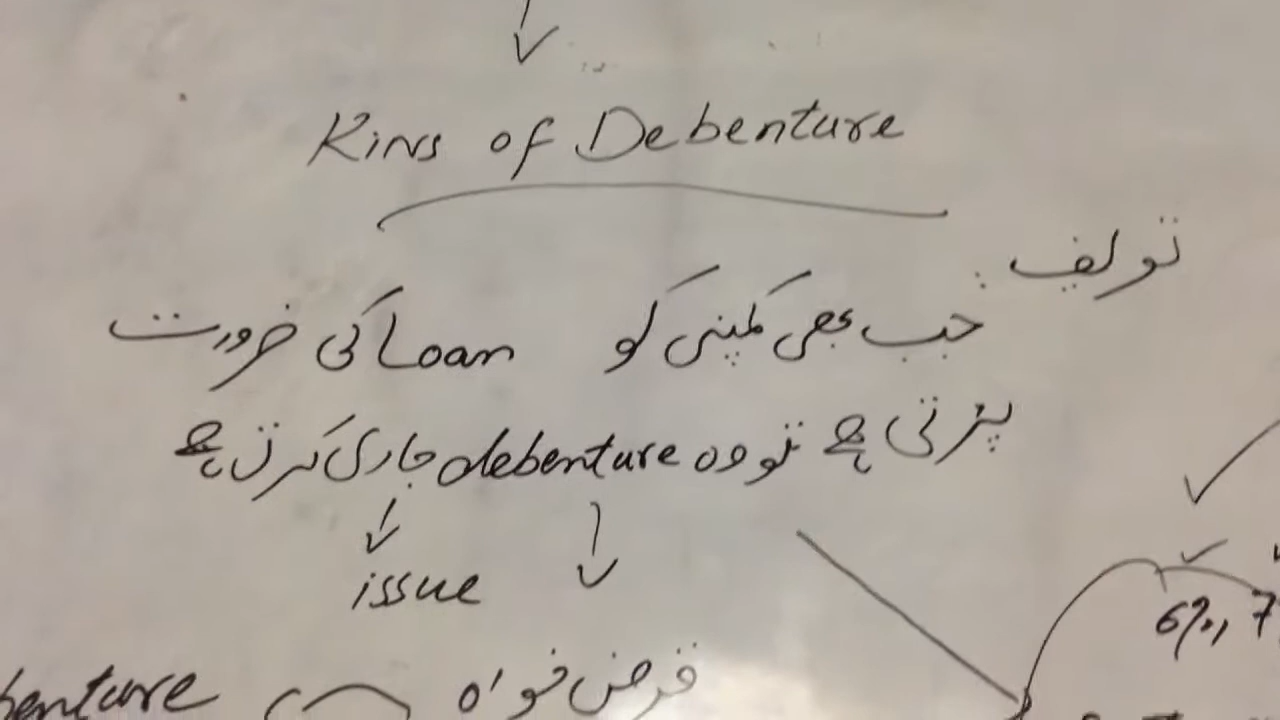 Kins of Debenture
تولیف:
جب بھی کمپنی کو Loan کی ضرورت
پڑتی ہے تو وہ debenture جاری کرتی ہے
issue
6%, 7
benture
قرض خواہ